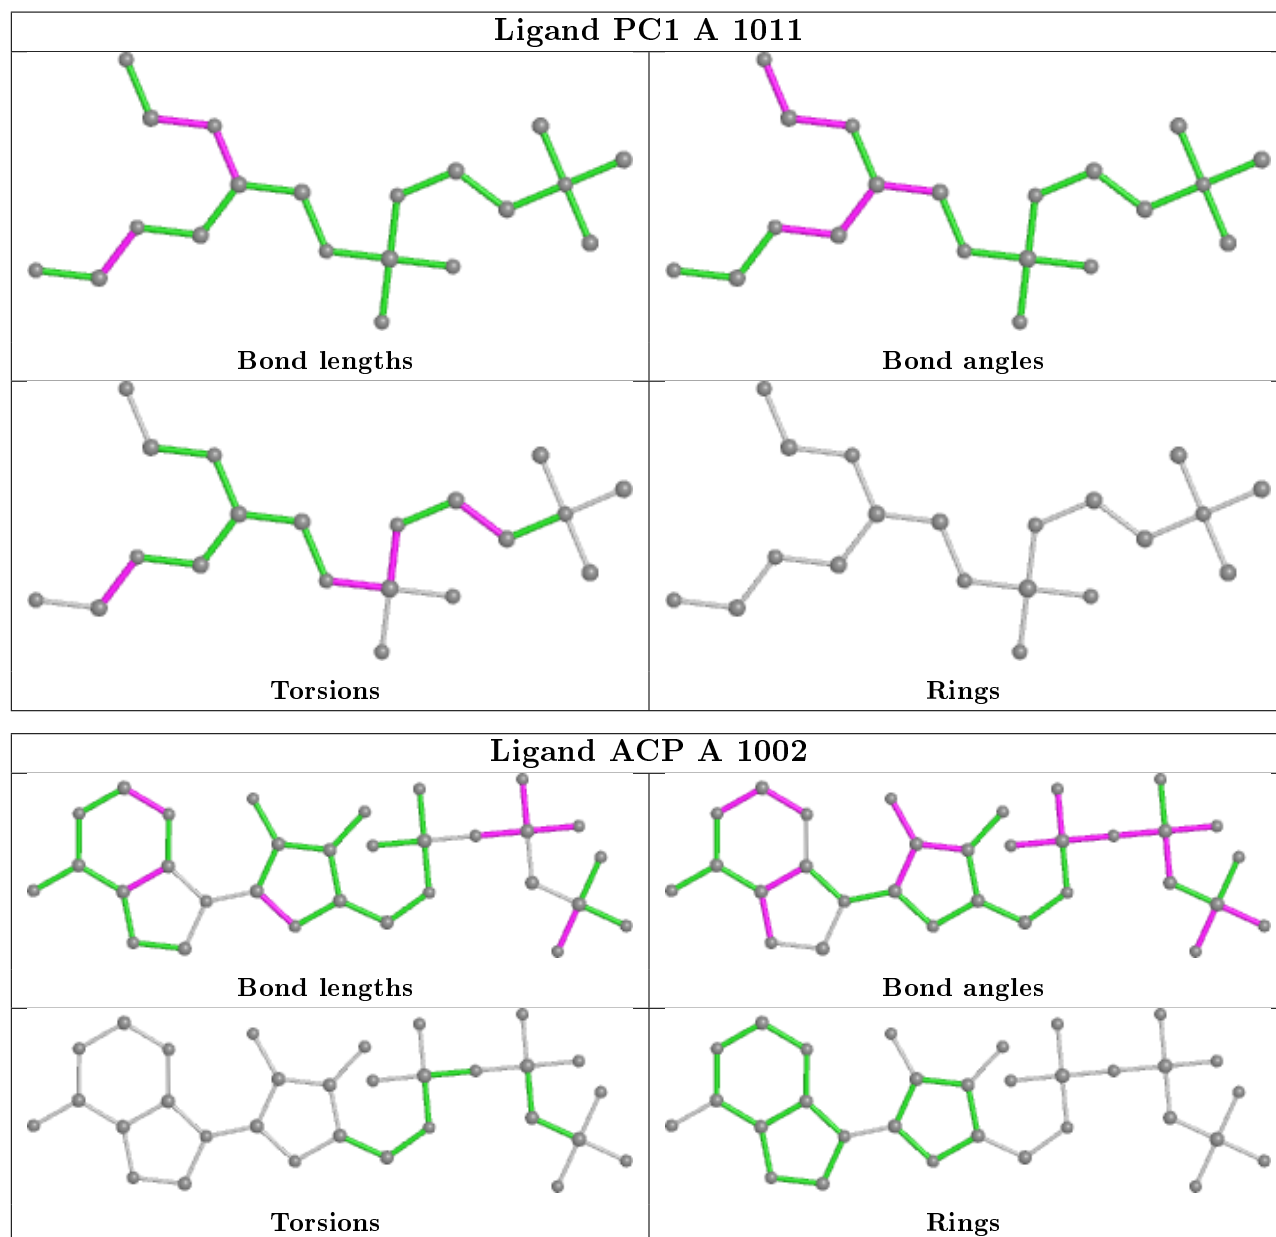 Ligand PC1 A 1011
Bond lengths
Bond angles
Torsions
Rings
Ligand ACP A 1002
Bond lengths
Bond angles
Torsions
Rings